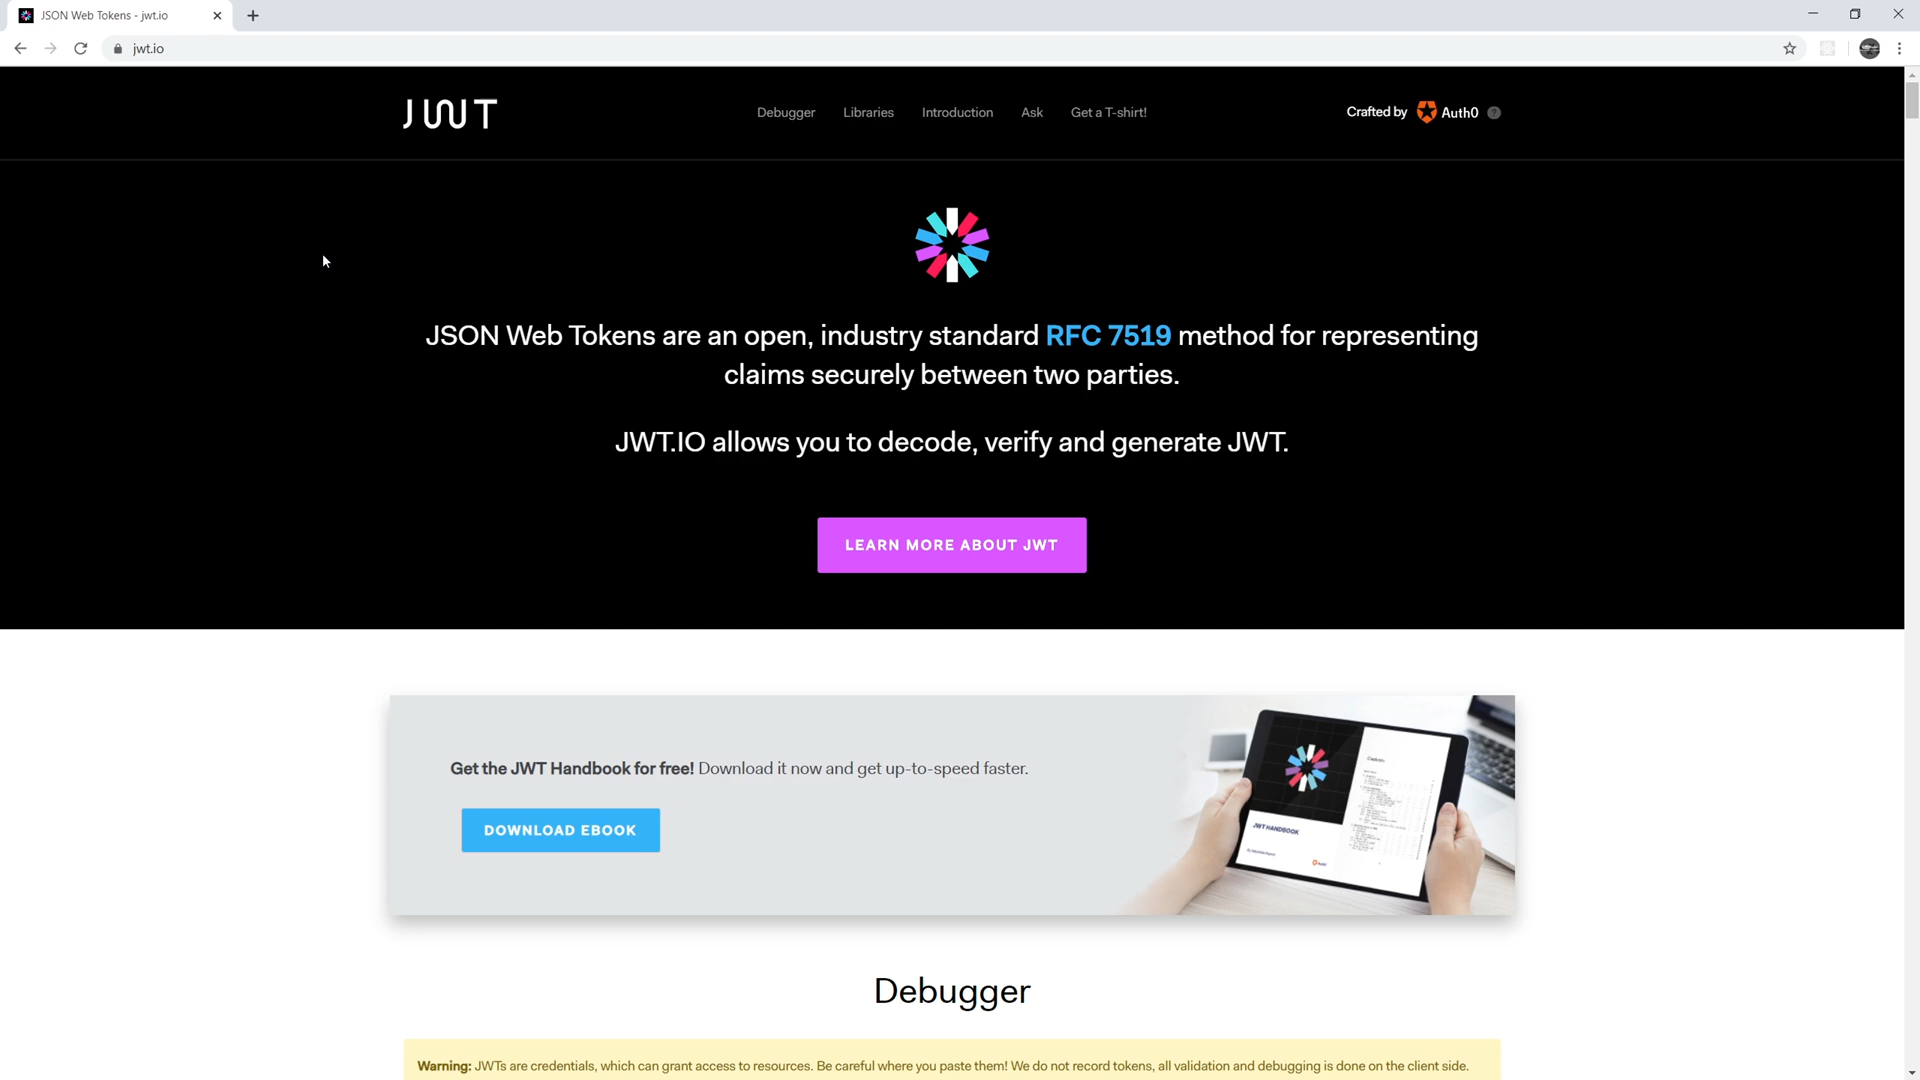 JSON Web Tokens - jwt.io
jwt.io
JWT
Debugger Libraries Introduction Ask Get a T-shirt!
Crafted by Auth0 ?
JSON Web Tokens are an open, industry standard RFC 7519 method for representing
claims securely between two parties.
JWT.IO allows you to decode, verify and generate JWT.
LEARN MORE ABOUT JWT
Get the JWT Handbook for free! Download it now and get up-to-speed faster.
DOWNLOAD EBOOK
JWT HANDBOOK
Debugger
Warning: JWTs are credentials, which can grant access to resources. Be careful where you paste them! We do not record tokens, all validation and debugging is done on the client side.